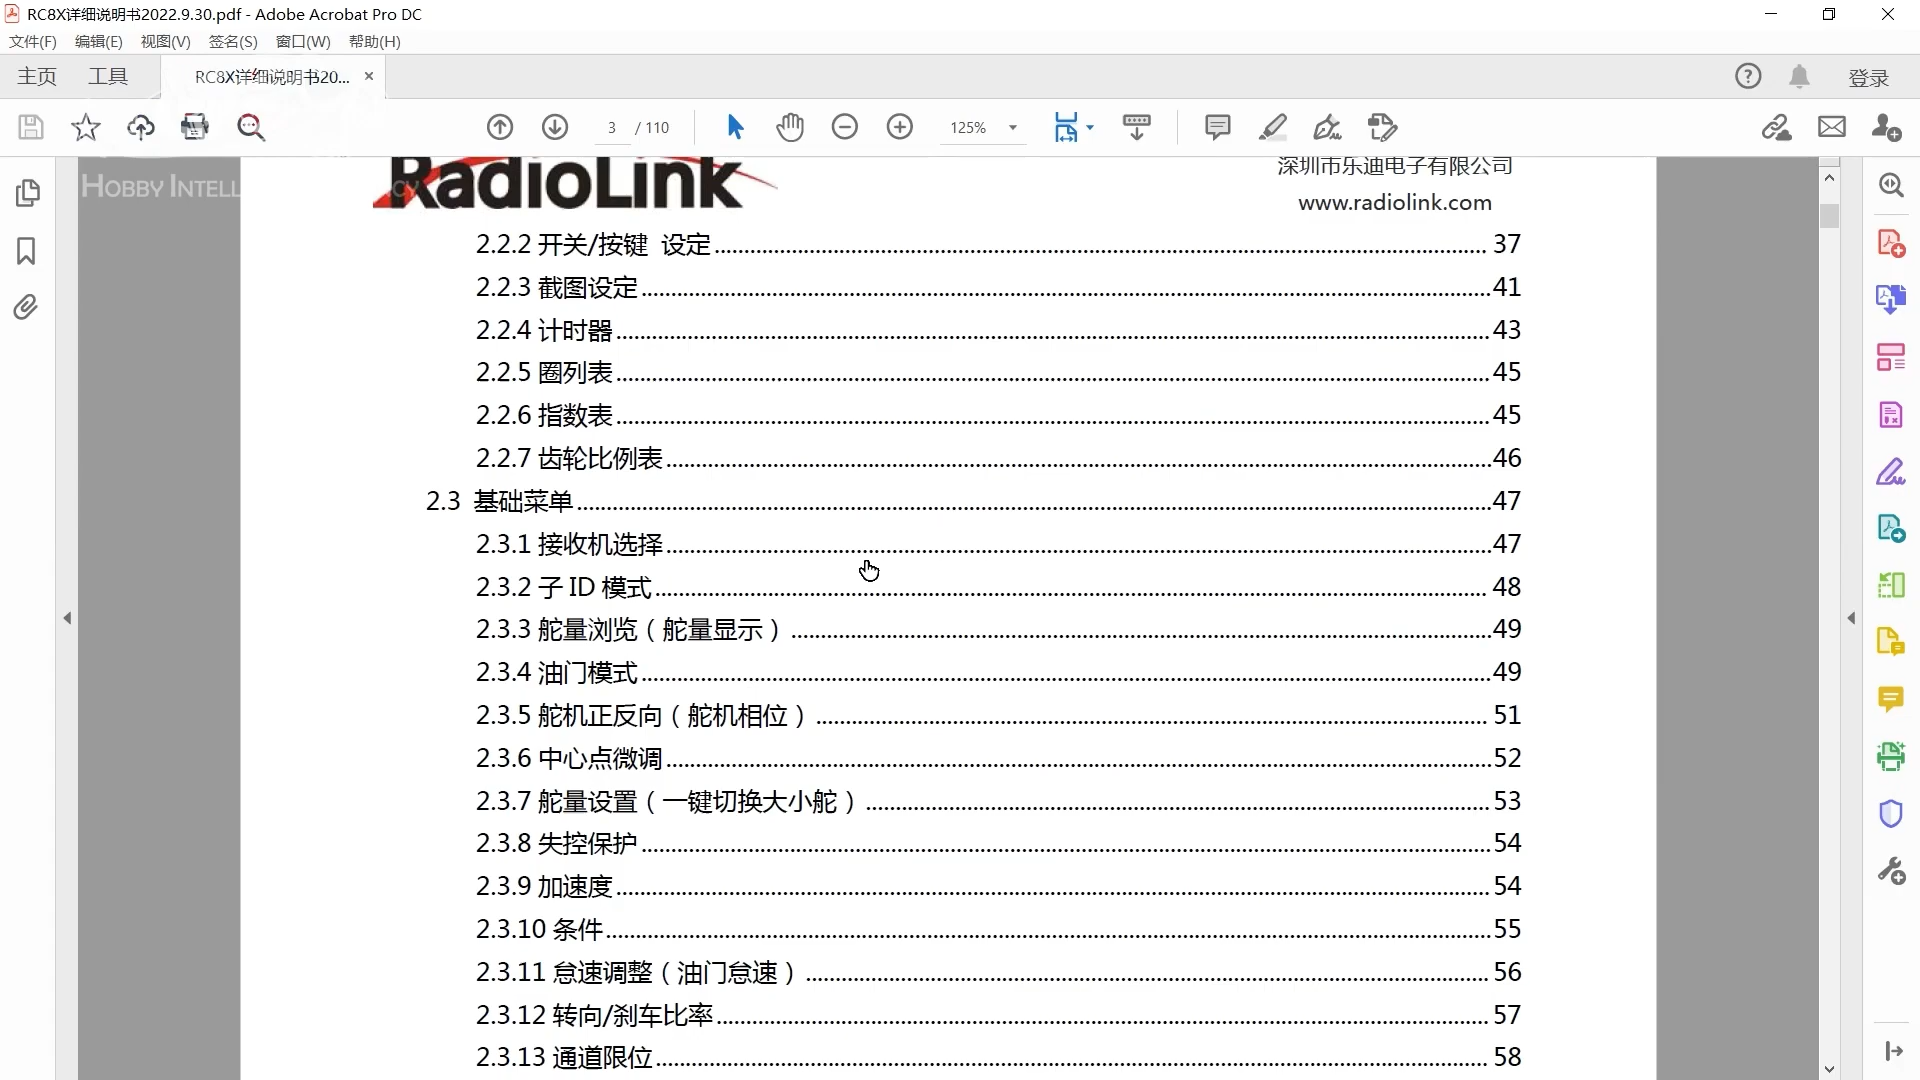 RC8X详细说明书2022.9.30.pdf - Adobe Acrobat Pro DC
文件(F) 编辑(E) 视图(V) 签名(S) 窗口(W) 帮助(H)
主页 工具 RC8X详细说明书20... × 登录
3 / 110 125%
HOBBY INTELL CY
RadioLink
深圳市乐迪电子有限公司
www.radiolink.com
2.2.2 开关/按键 设定 37
2.2.3 截图设定 41
2.2.4 计时器 43
2.2.5 圈列表 45
2.2.6 指数表 45
2.2.7 齿轮比例表 46
2.3 基础菜单 47
2.3.1 接收机选择 47
2.3.2 子 ID 模式 48
2.3.3 舵量浏览（舵量显示） 49
2.3.4 油门模式 49
2.3.5 舵机正反向（舵机相位） 51
2.3.6 中心点微调 52
2.3.7 舵量设置（一键切换大小舵） 53
2.3.8 失控保护 54
2.3.9 加速度 54
2.3.10 条件 55
2.3.11 怠速调整（油门怠速） 56
2.3.12 转向/刹车比率 57
2.3.13 通道限位 58